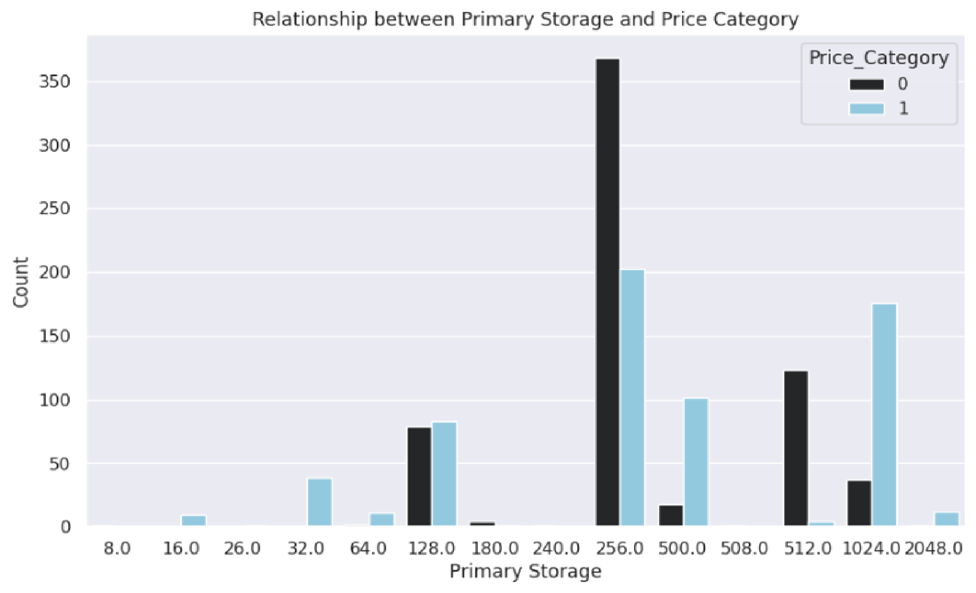 Relationship between Primary Storage and Price Category
Price_Category
0
1
Count
350
300
250
200
150
100
50
0
8.0 16.0 26.0 32.0 64.0 128.0 180.0 240.0 256.0 500.0 508.0 512.0 1024.0 2048.0
Primary Storage